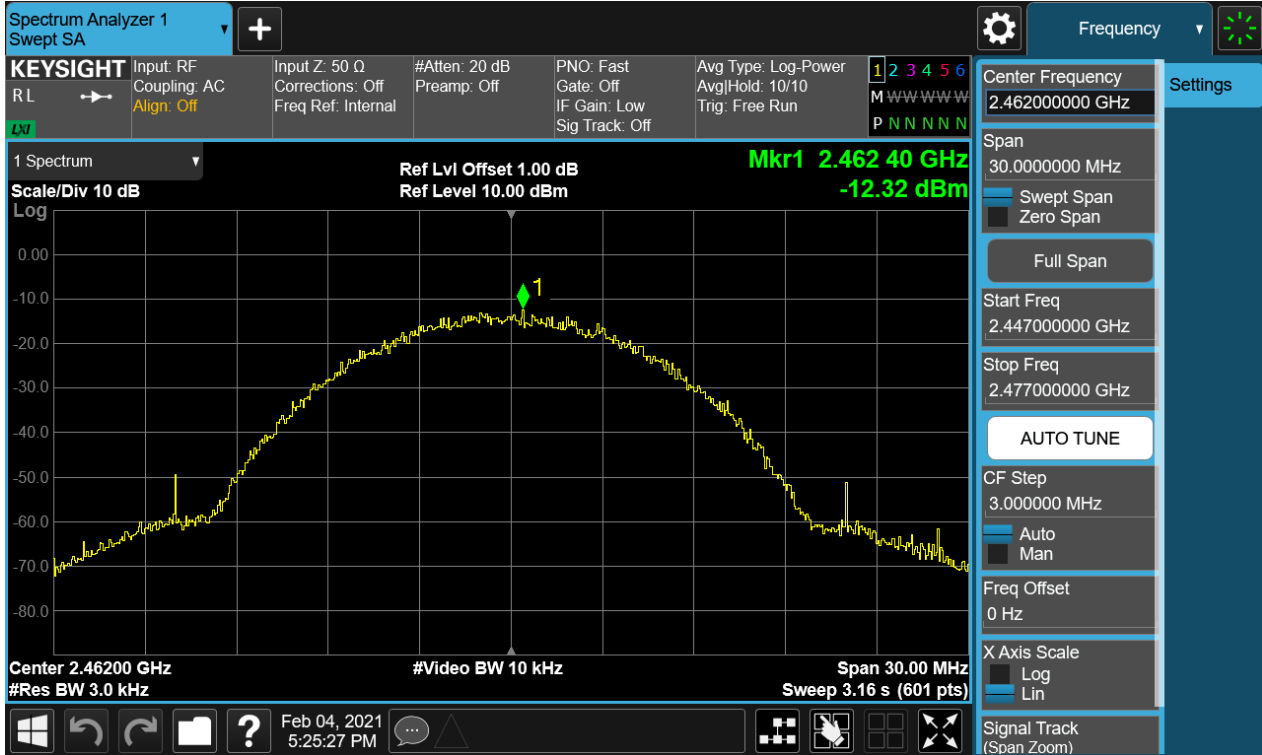 Spectrum Analyzer 1
Swept SA
Frequency
KEYSIGHT
R L
LXI
Input: RF
Coupling: AC
Align: Off
Input Z: 50 Ω
Corrections: Off
Freq Ref: Internal
#Atten: 20 dB
Preamp: Off
PNO: Fast
Gate: Off
IF Gain: Low
Sig Track: Off
Avg Type: Log-Power
Avg|Hold: 10/10
Trig: Free Run
1 2 3 4 5 6
M W W W W W
P N N N N N
1 Spectrum
Scale/Div 10 dB
Log
Ref Lvl Offset 1.00 dB
Ref Level 10.00 dBm
Mkr1 2.462 40 GHz
-12.32 dBm
1
0.00
-10.0
-20.0
-30.0
-40.0
-50.0
-60.0
-70.0
-80.0
Center 2.46200 GHz
#Res BW 3.0 kHz
#Video BW 10 kHz
Span 30.00 MHz
Sweep 3.16 s (601 pts)
Center Frequency
2.462000000 GHz
Span
30.0000000 MHz
Swept Span
Zero Span
Full Span
Start Freq
2.447000000 GHz
Stop Freq
2.477000000 GHz
AUTO TUNE
CF Step
3.000000 MHz
Auto
Man
Freq Offset
0 Hz
X Axis Scale
Log
Lin
Signal Track
(Span Zoom)
Settings
?
Feb 04, 2021
5:25:27 PM